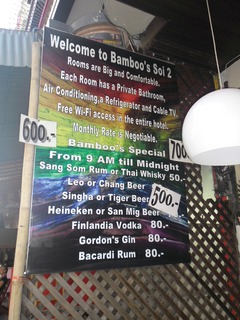 Welcome to Bamboo's Soi 2
Rooms are Big and Comfortable.
Each Room has a Private Bathroom,
Air Conditioning,a Refrigerator and Cable TV.
Free Wi-Fi access in the entire hotel.
Monthly Rate is Negotiable.
600.-
Bamboo's Special
700
From 9 AM till Midnight
Sang Som Rum or Thai Whisky 50.-
Leo or Chang Beer
Singha or Tiger Beer
500.-
Heineken or San Mig Beer
Finlandia Vodka 80.-
Gordon's Gin 80.-
Bacardi Rum 80.-